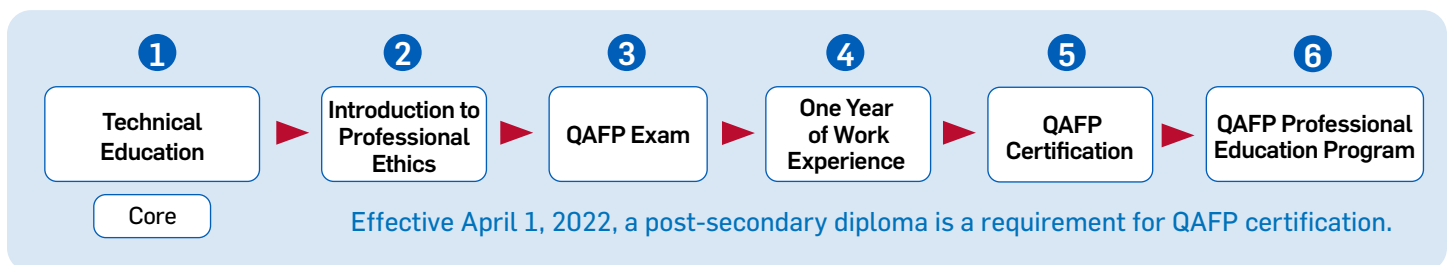 1
Technical
Education
Core
2
Introduction to
Professional
Ethics
3
QAFP Exam
4
One Year
of Work
Experience
5
QAFP
Certification
6
QAFP Professional
Education Program
Effective April 1, 2022, a post-secondary diploma is a requirement for QAFP certification.